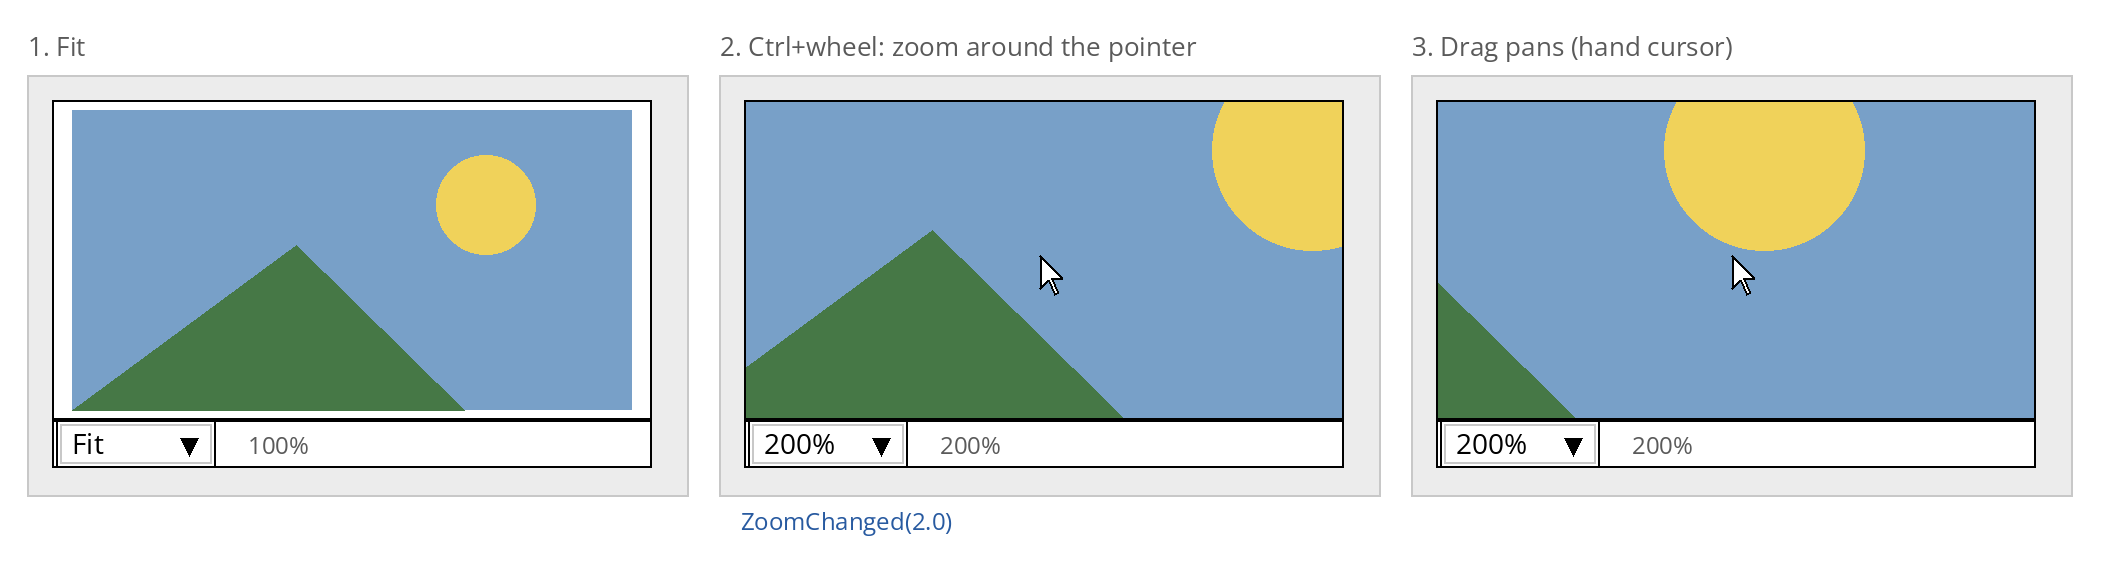 1. Fit
2. Ctrl+wheel: zoom around the pointer
3. Drag pans (hand cursor)
Fit
100%
200%
200%
200%
200%
ZoomChanged(2.0)